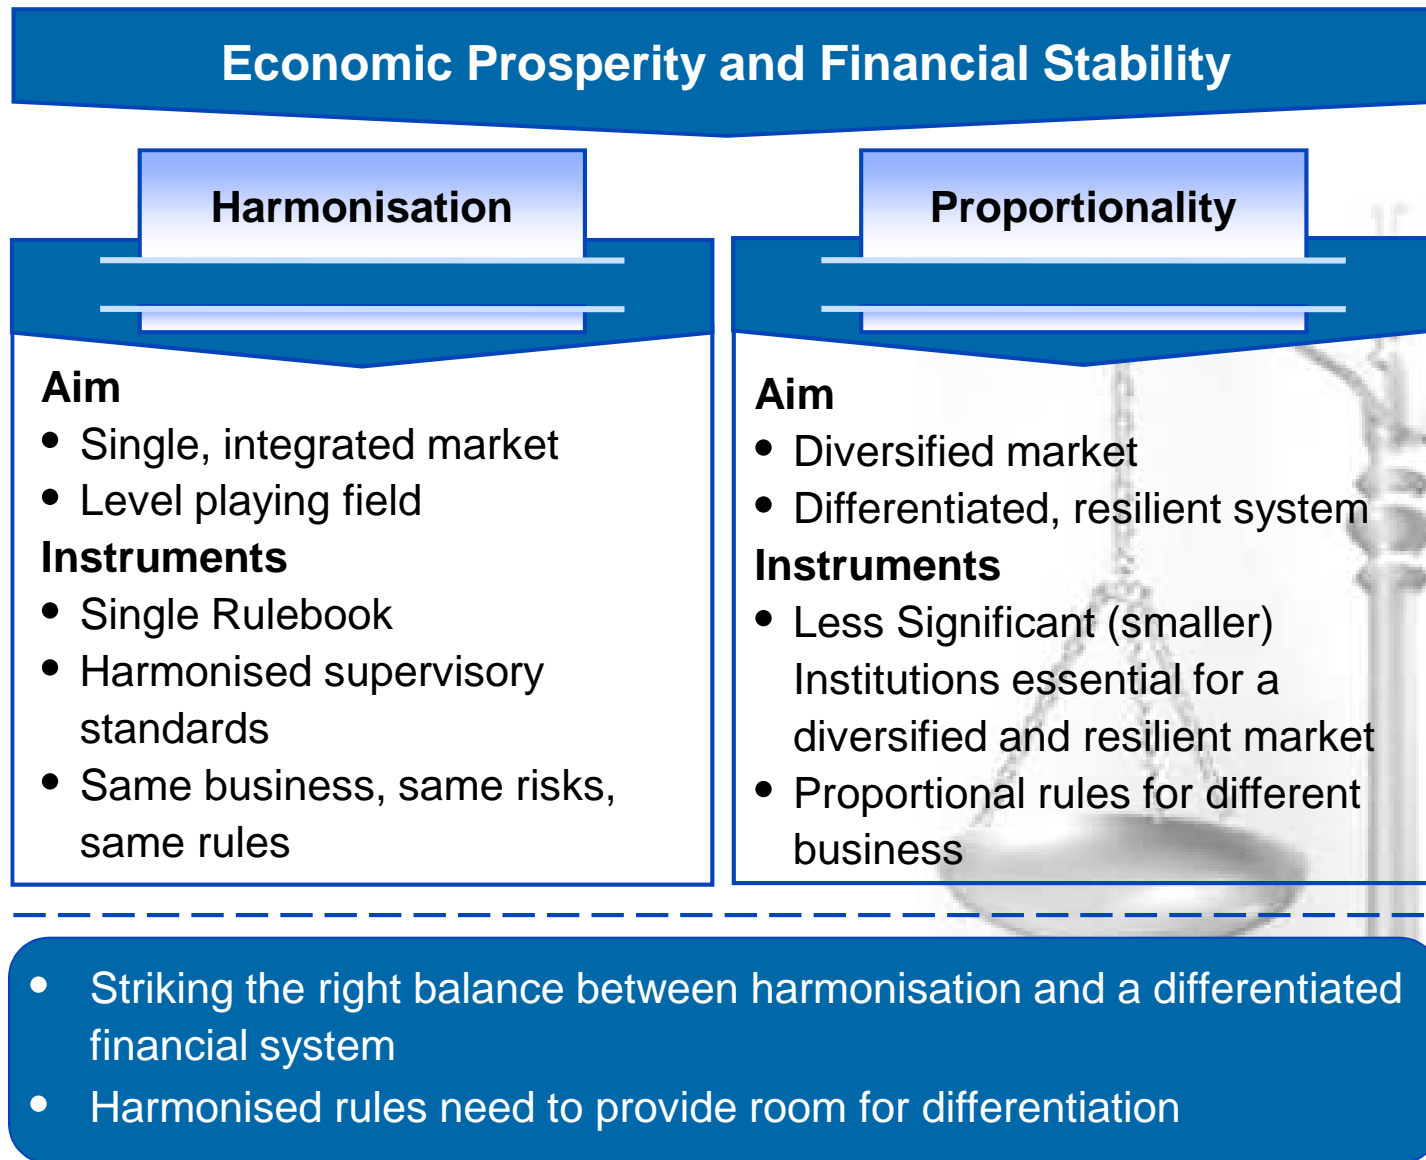 Economic Prosperity and Financial Stability
Harmonisation
Aim
• Single, integrated market
• Level playing field
Instruments
• Single Rulebook
• Harmonised supervisory
standards
• Same business, same risks,
same rules
Proportionality
Aim
• Diversified market
• Differentiated, resilient system
Instruments
• Less Significant (smaller)
Institutions essential for a
diversified and resilient market
• Proportional rules for different
business
• Striking the right balance between harmonisation and a differentiated
financial system
• Harmonised rules need to provide room for differentiation